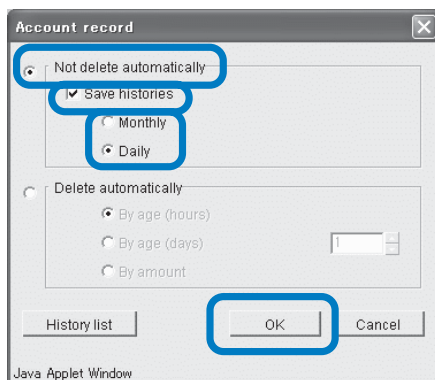 Account record
Not delete automatically
Save histories
Monthly
Daily
Delete automatically
By age (hours)
By age (days)
1
By amount
History list
OK
Cancel
Java Applet Window